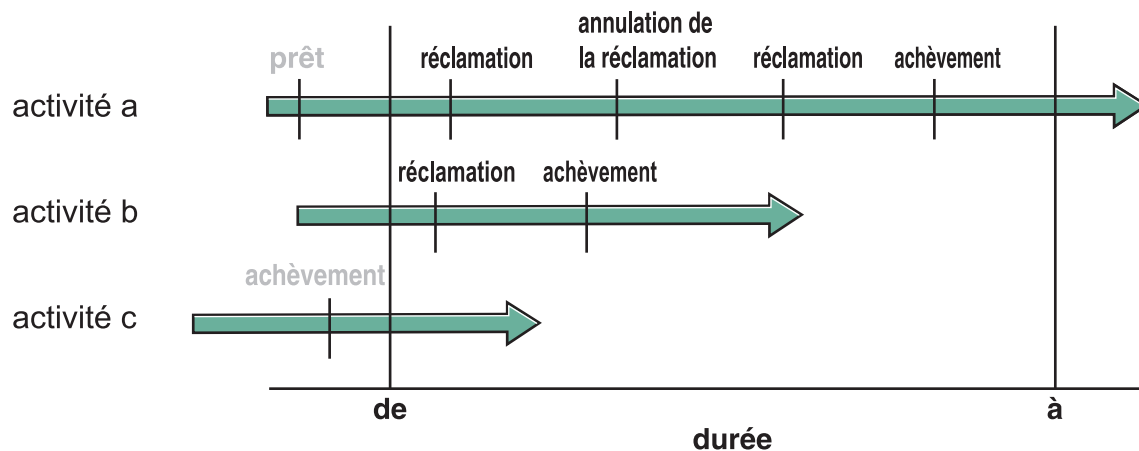 annulation de
prêt réclamation la réclamation réclamation achèvement
activité a
réclamation achèvement
activité b
achèvement
activité c
de à
durée